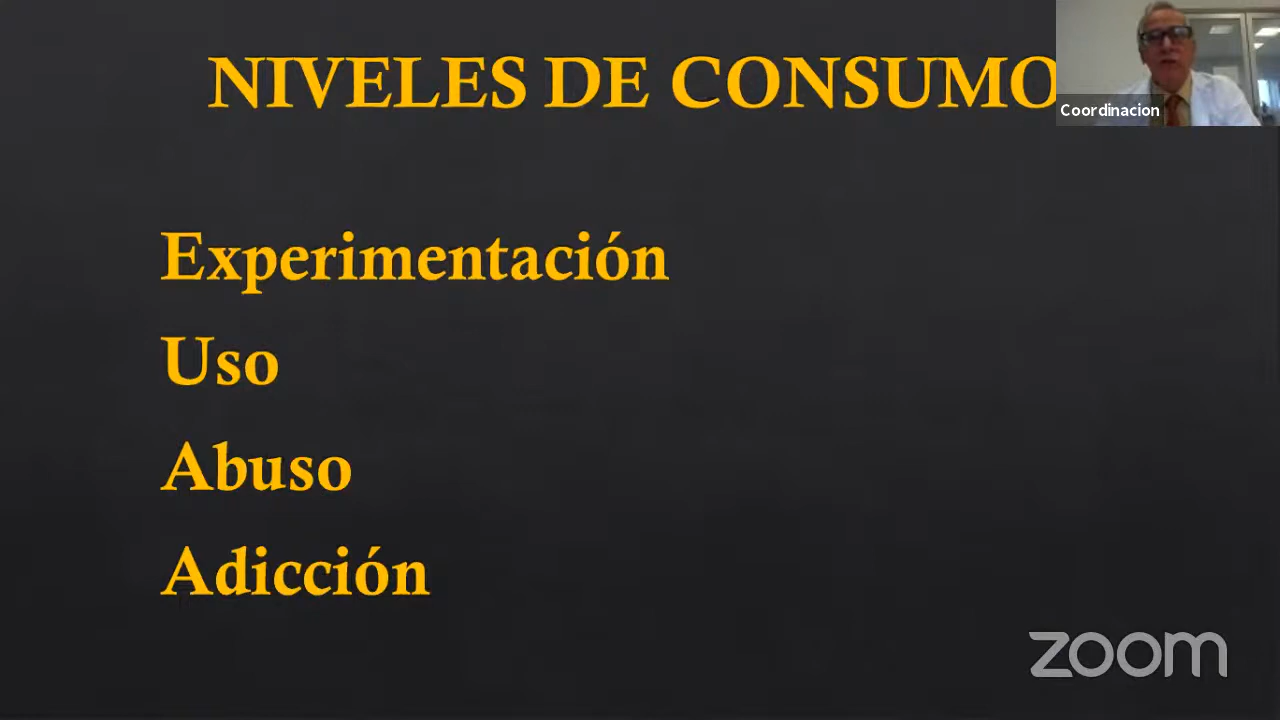 NIVELES DE CONSUMO
Coordinacion
Experimentación
Uso
Abuso
Adicción
zoom